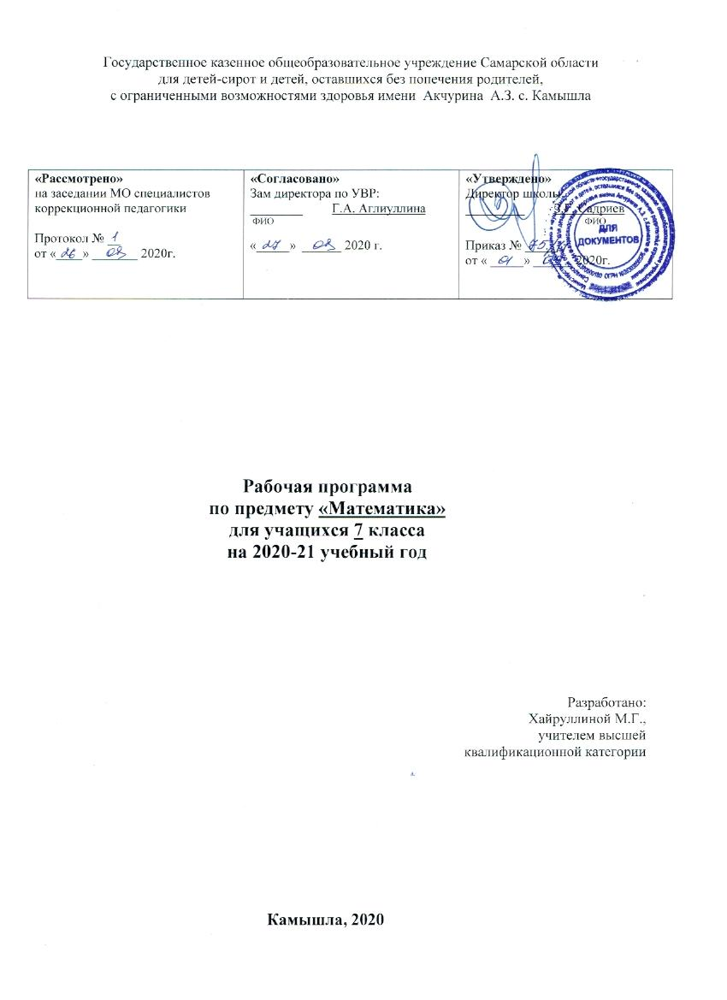 Государственное казенное общеобразовательное учреждение Самарской области
для детей-сирот и детей, оставшихся без попечения родителей,
с ограниченными возможностями здоровья имени Акчурина А.З. с. Камышла
«Рассмотрено»
на заседании МО специалистов
коррекционной педагогики
Протокол № 1
от «26» 08 2020г.
«Согласовано»
Зам директора по УВР:
________ Г.А. Аглиуллина
ФИО
«27» 08 2020 г.
«Утверждено»
Директор школы
Садриев
ФИО
Приказ № 75
от « 01 » 2020г.
ДЛЯ
ДОКУМЕНТОВ
Рабочая программа
по предмету «Математика»
для учащихся 7 класса
на 2020-21 учебный год
Разработано:
Хайруллиной М.Г.,
учителем высшей
квалификационной категории
Камышла, 2020